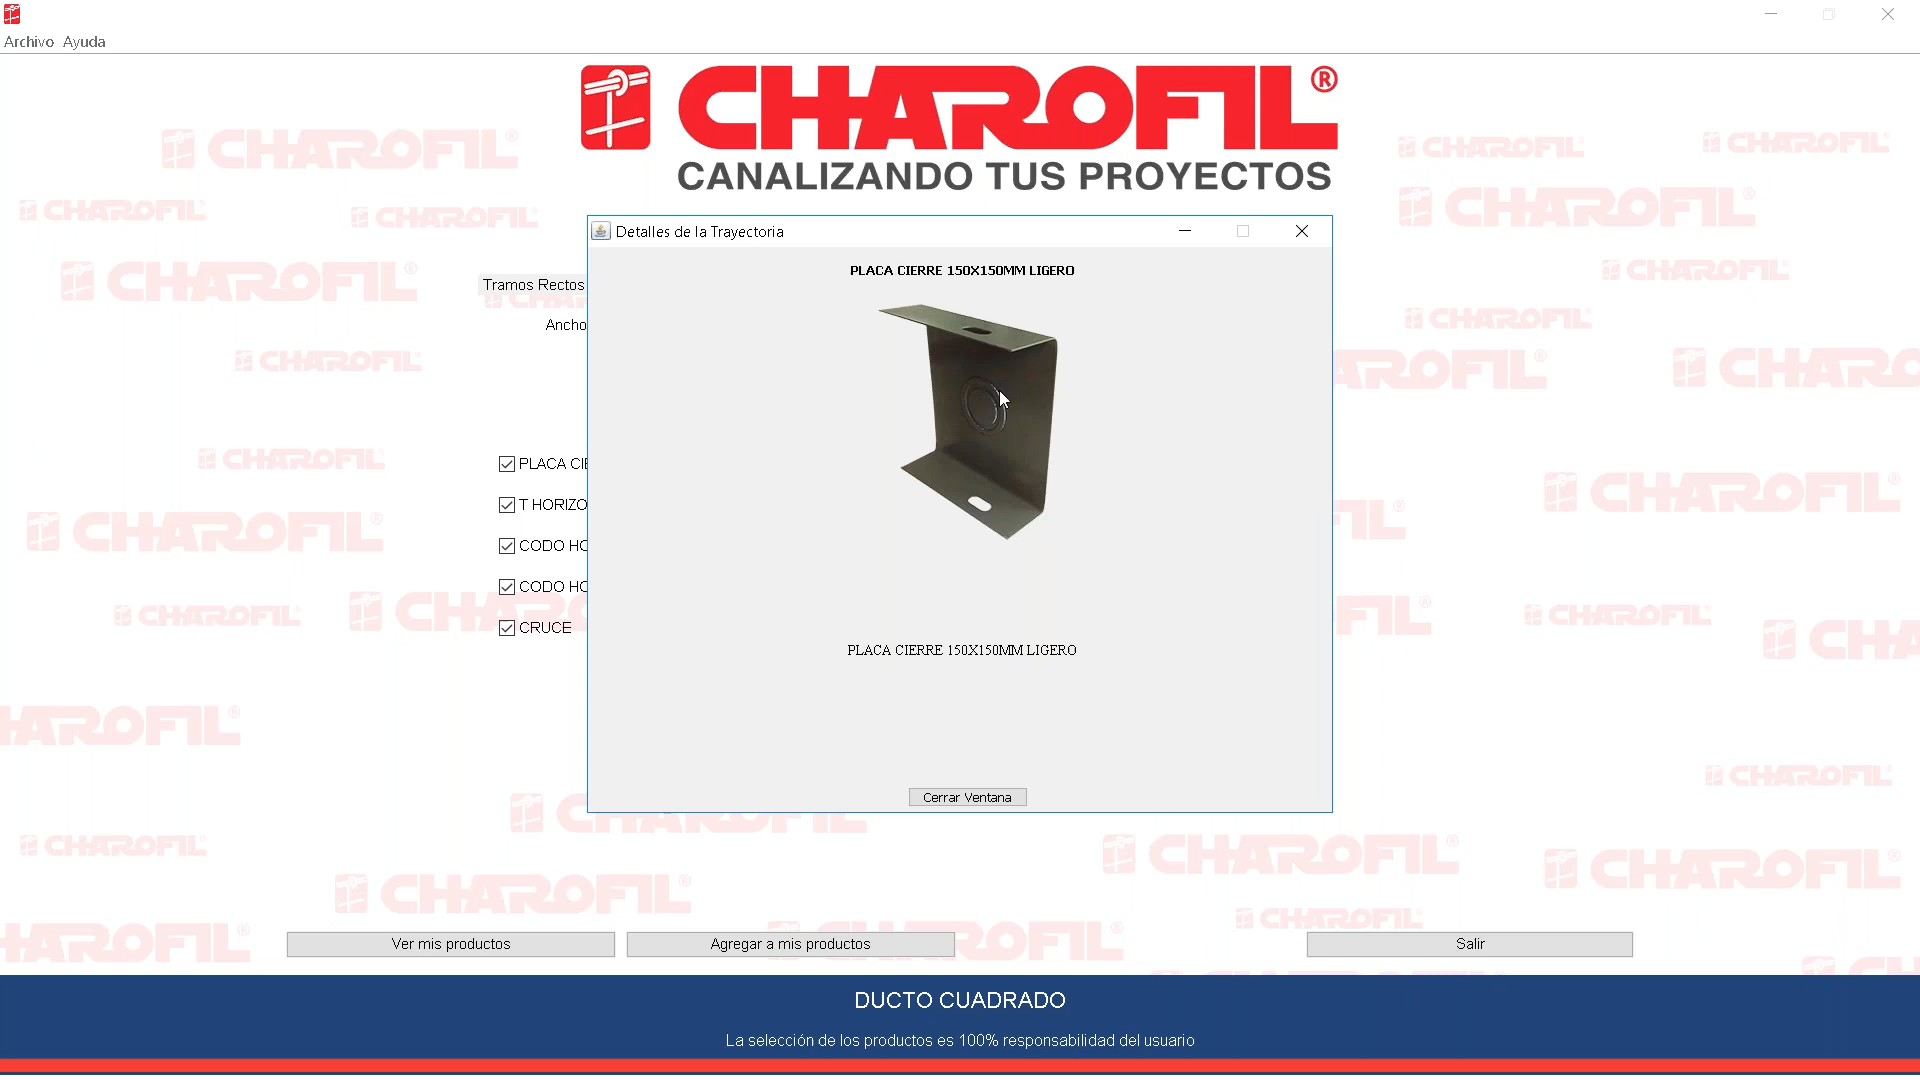 Archivo Ayuda
CHAROFIL®
CANALIZANDO TUS PROYECTOS
Detalles de la Trayectoria
PLACA CIERRE 150X150MM LIGERO
Tramos Rectos
Ancho
PLACA CIE
T HORIZO
CODO HO
CODO HO
CRUCE
PLACA CIERRE 150X150MM LIGERO
Cerrar Ventana
Ver mis productos
Agregar a mis productos
Salir
DUCTO CUADRADO
La selección de los productos es 100% responsabilidad del usuario